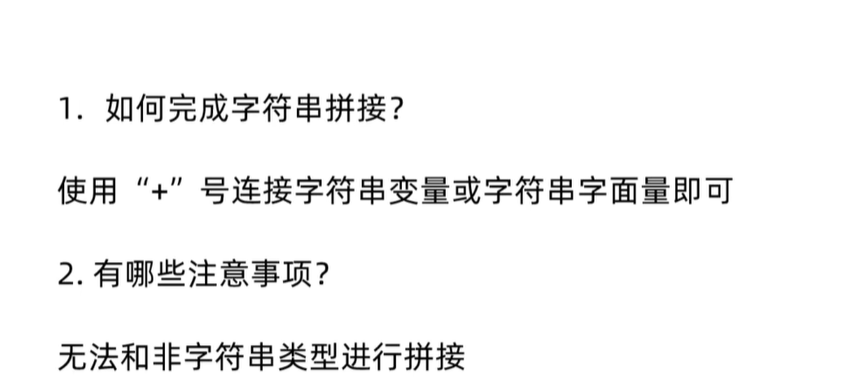 1. 如何完成字符串拼接？
使用“+”号连接字符串变量或字符串字面量即可
2. 有哪些注意事项？
无法和非字符串类型进行拼接